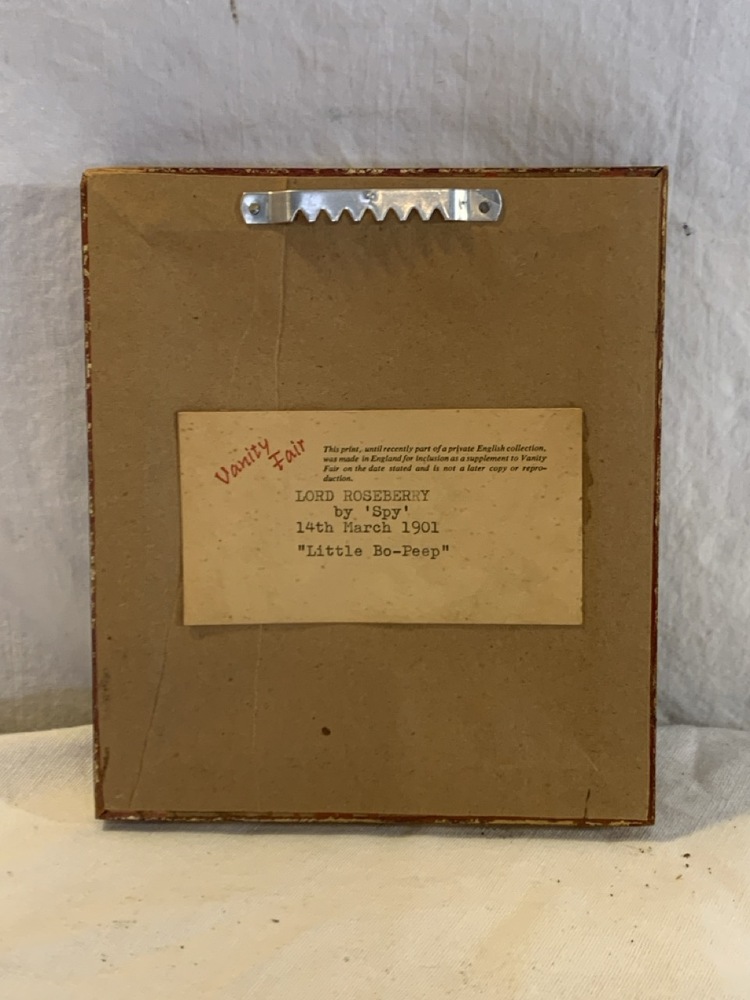 Vanity Fair
This print, until recently part of a private English collection,
was made in England for inclusion as a supplement to Vanity
Fair on the date stated and is not a later copy or repro-
duction.
LORD ROSEBERRY
by 'Spy'
14th March 1901
"Little Bo-Peep"